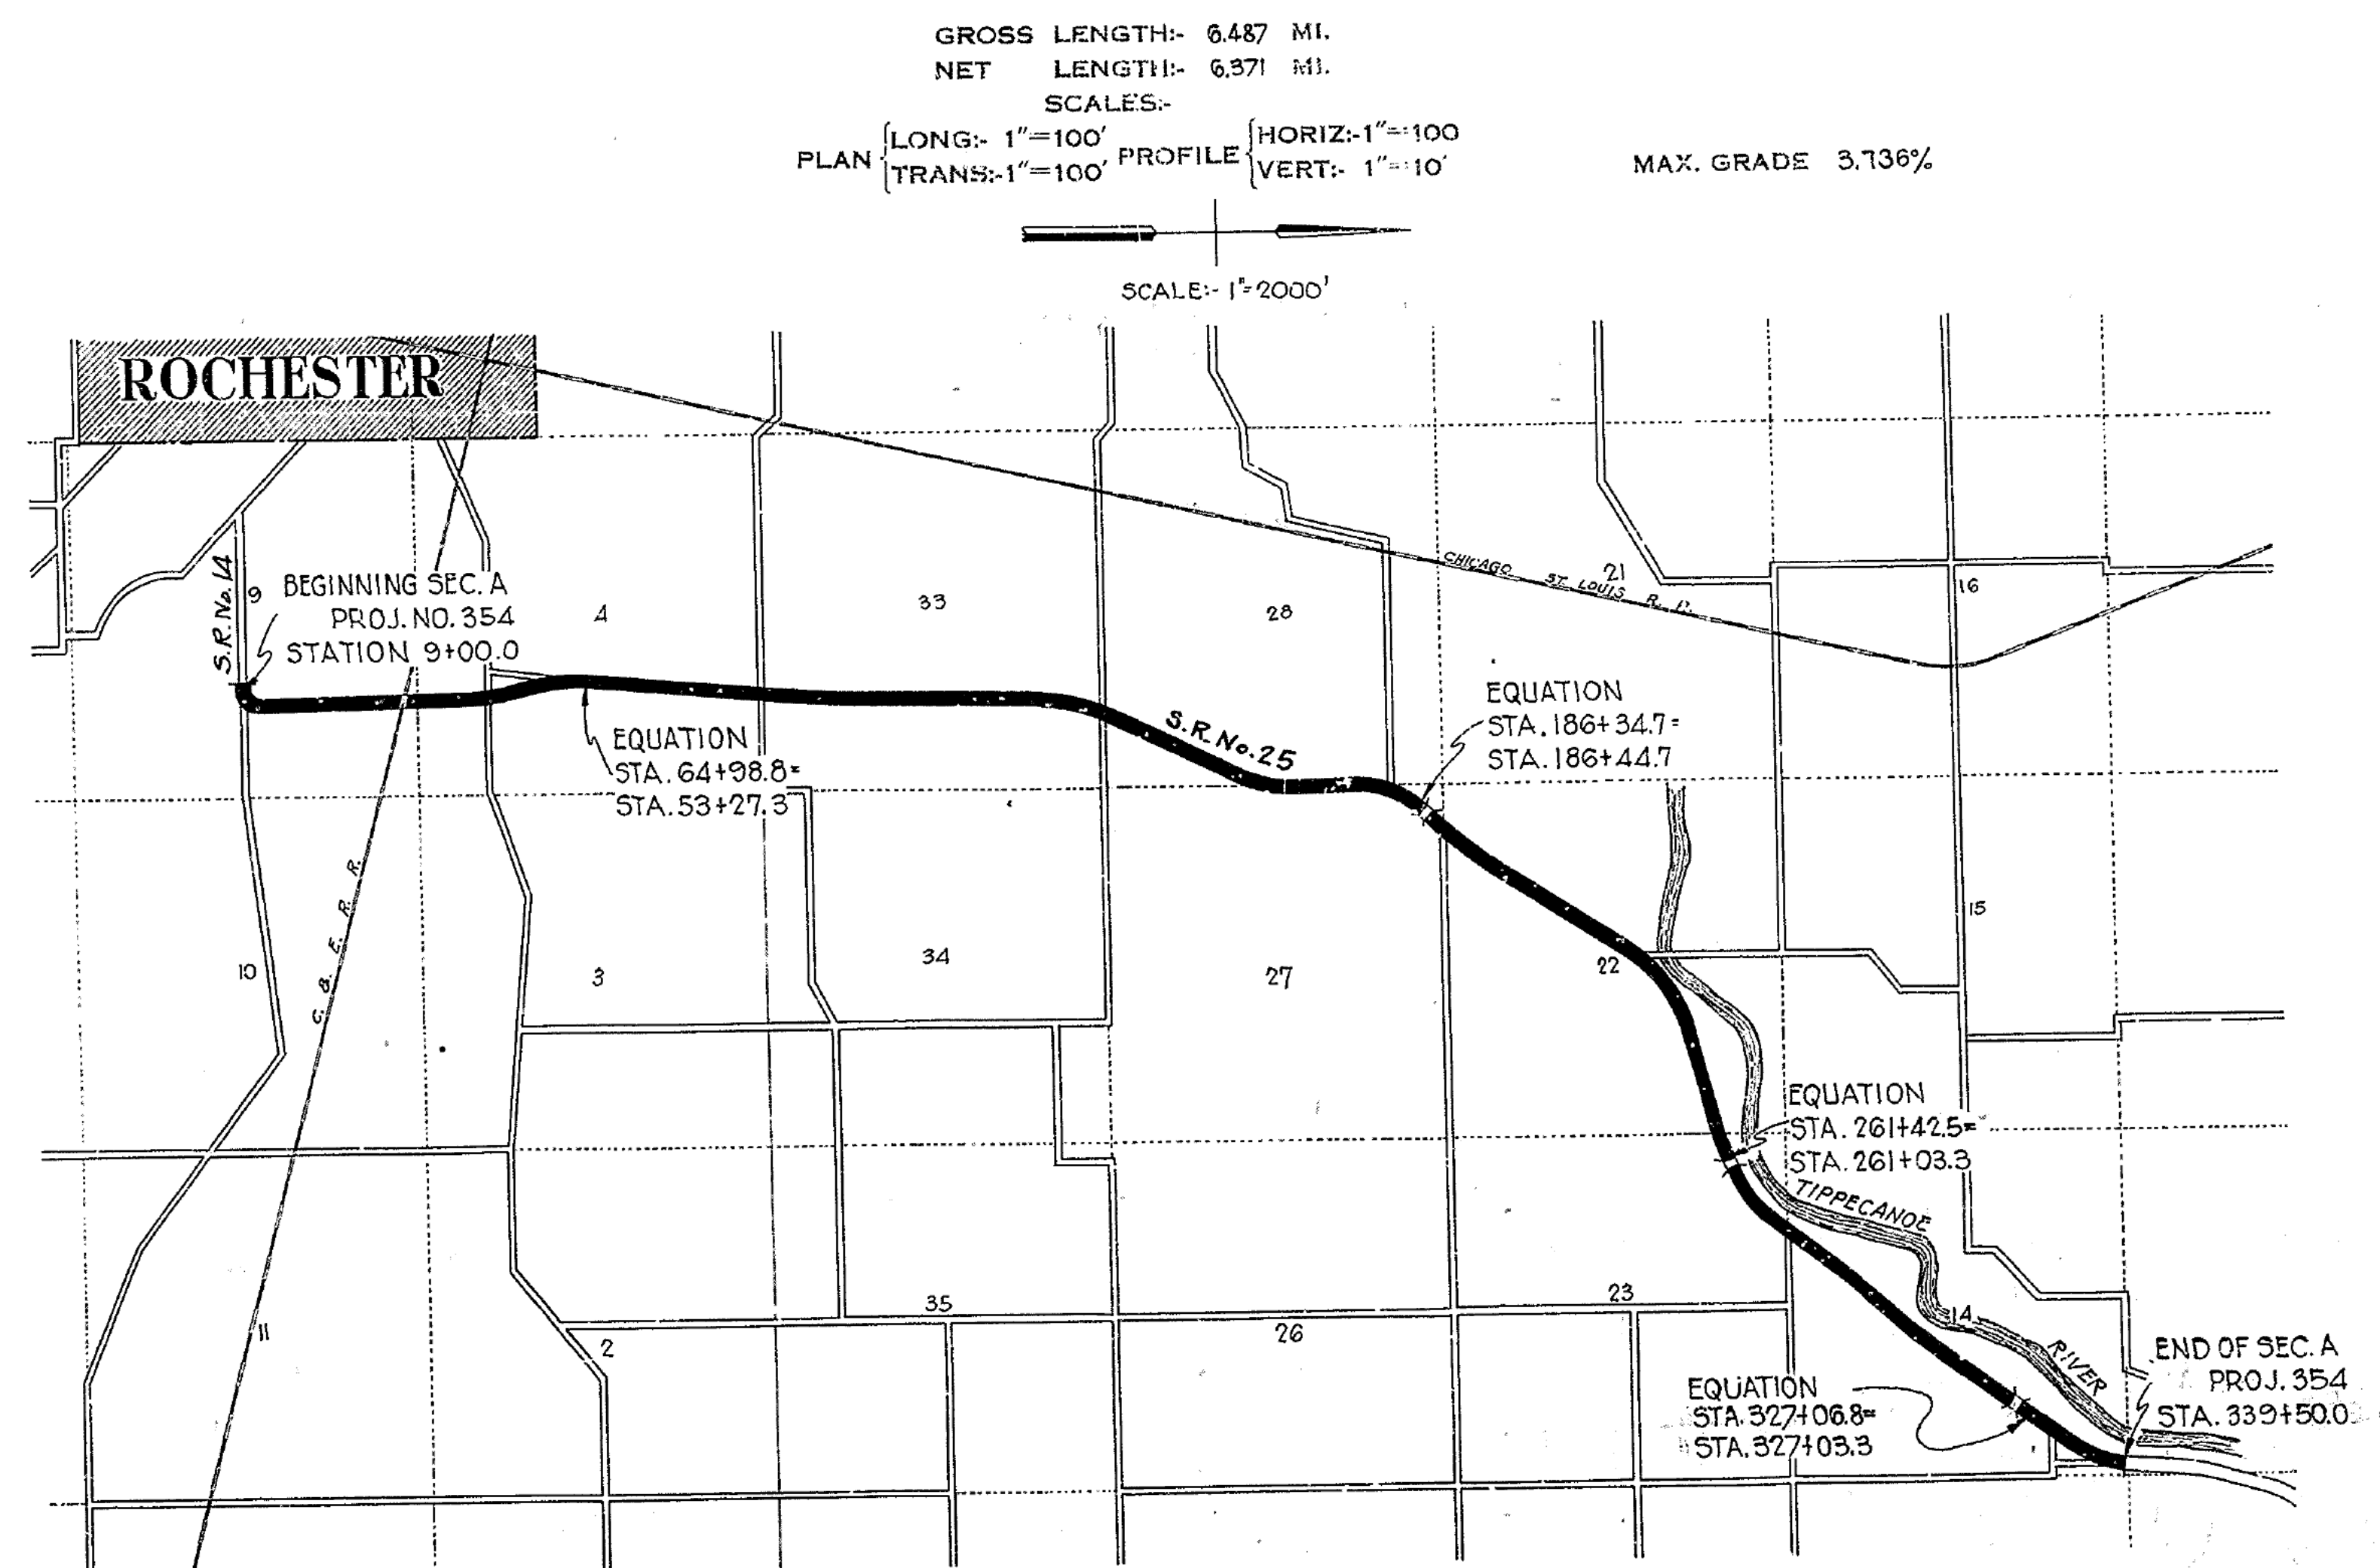 GROSS LENGTH:- 6.487 MI.
NET LENGTH:- 6.371 MI.
SCALES:-
PLAN
LONG:- 1"=100'
TRANS:-1"=100'
PROFILE
HORIZ:-1"=100
VERT:- 1"=10'
MAX. GRADE 3.736%
SCALE:- 1"=2000'
ROCHESTER
S.R. No. 14
9
BEGINNING SEC. A
PROJ. NO. 354
STATION 9+00.0
4
33
28
CHICAGO ST. LOUIS R. R.
21
16
EQUATION
STA. 64+98.8=
STA. 53+27.3
S.R. No. 25
EQUATION
STA. 186+34.7=
STA. 186+44.7
10
C. & E. R. R.
3
34
27
22
15
EQUATION
STA. 261+42.5=
STA. 261+03.3
TIPPECANOE
RIVER
11
2
35
26
23
14
EQUATION
STA. 327+06.8=
STA. 327+03.3
END OF SEC. A
PROJ. 354
STA. 339+50.0